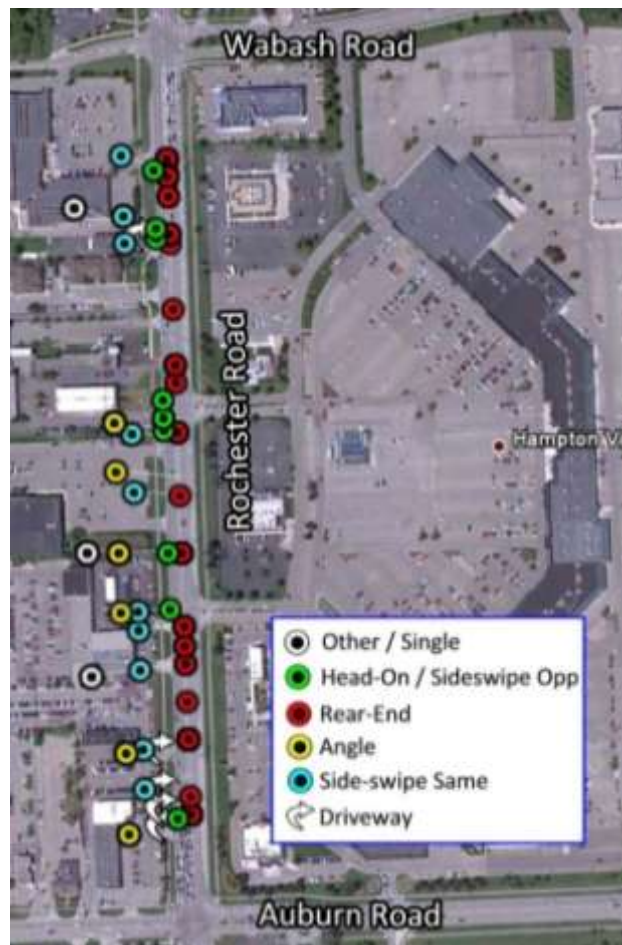 Wabash Road
Rochester Road
Hampton
Other / Single
Head-On / Sideswipe Opp
Rear-End
Angle
Side-swipe Same
Driveway
Auburn Road